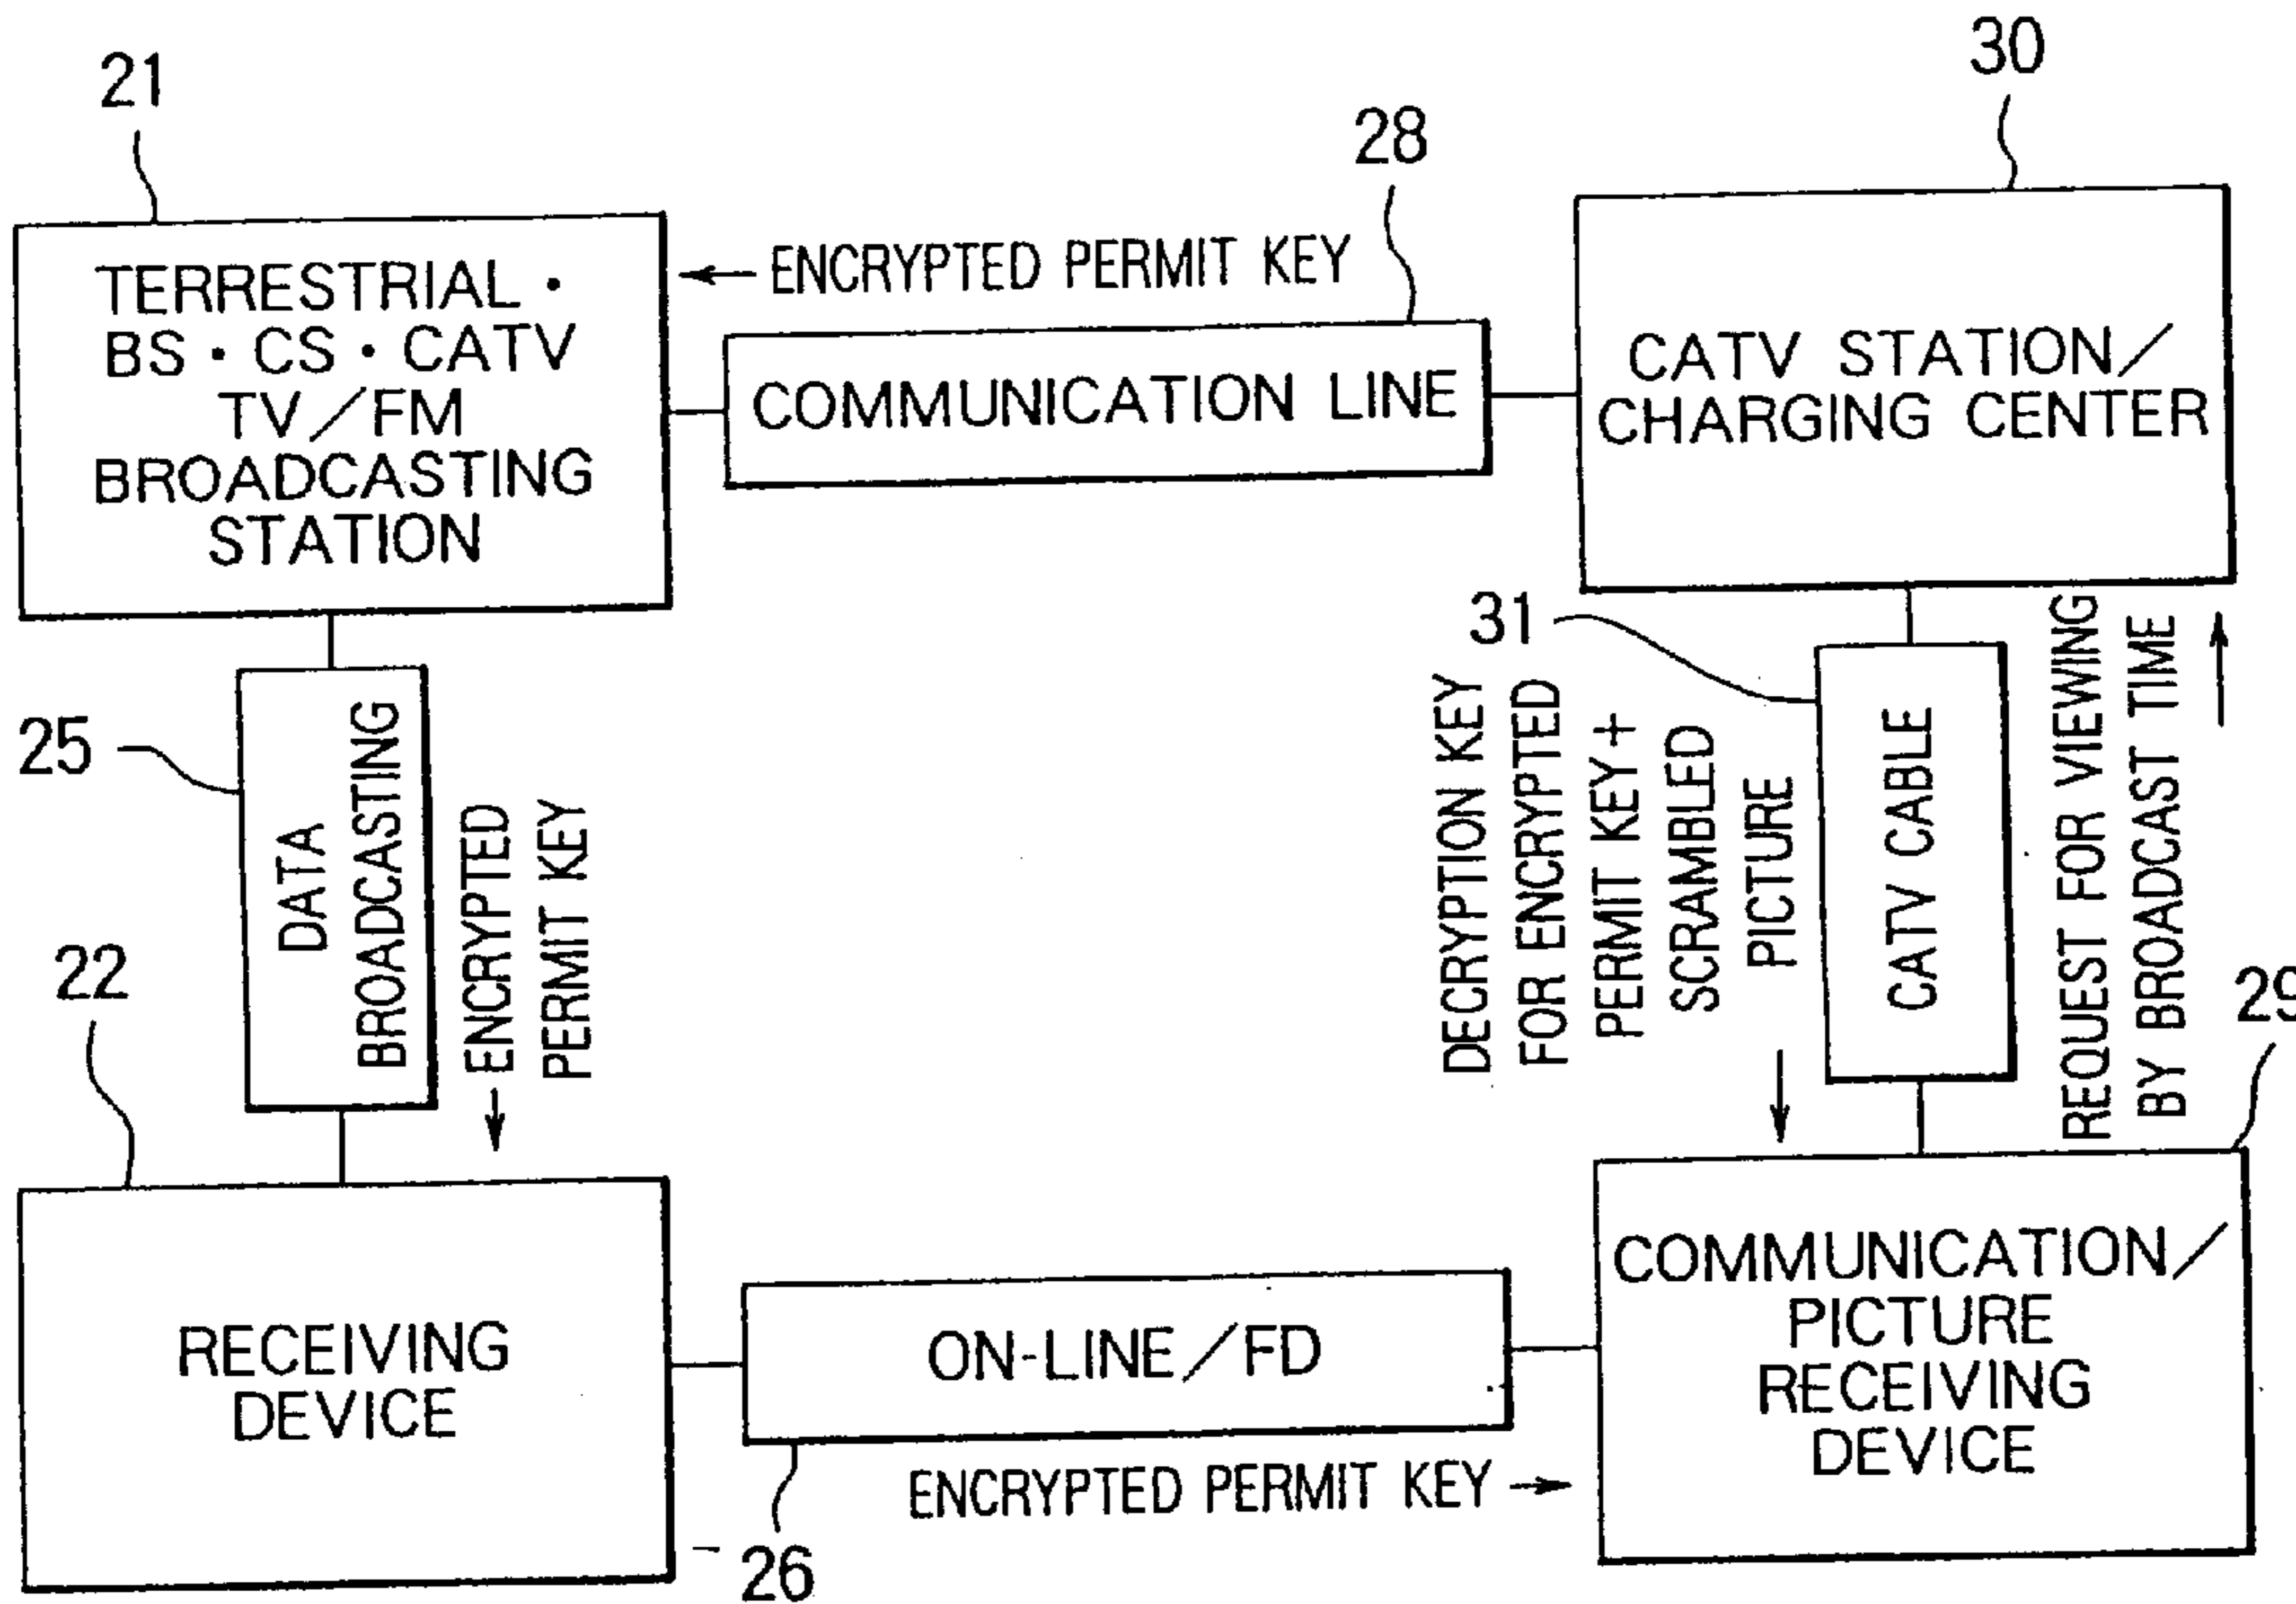 21
30
28
TERRESTRIAL・
BS・CS・CATV
TV/FM
BROADCASTING
STATION
← ENCRYPTED PERMIT KEY
COMMUNICATION LINE
CATV STATION/
CHARGING CENTER
31
25
DATA
BROADCASTING
ENCRYPTED
PERMIT KEY
DECRYPTION KEY
FOR ENCRYPTED
PERMIT KEY+
SCRAMBLED
PICTURE
CATV CABLE
REQUEST FOR VIEWING
BY BROADCAST TIME
22
29
RECEIVING
DEVICE
ON-LINE/FD
COMMUNICATION/
PICTURE
RECEIVING
DEVICE
ENCRYPTED PERMIT KEY →
26